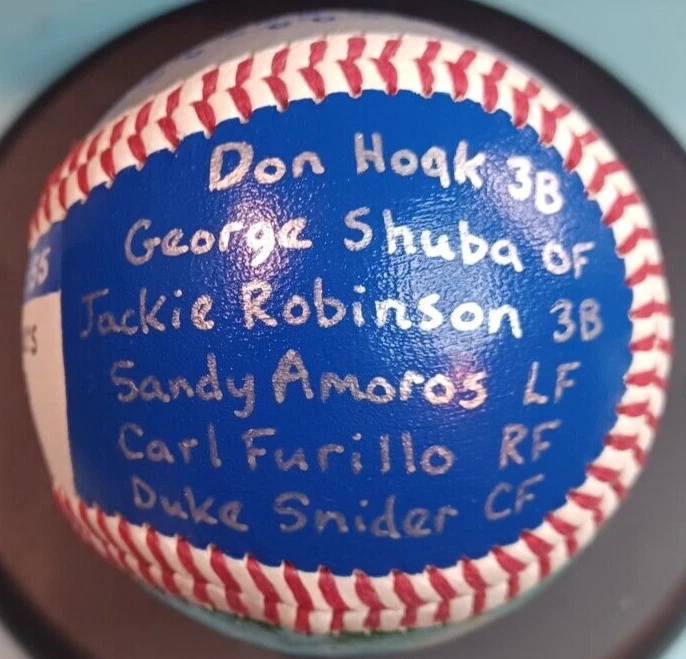 Don Hoak 3B
George Shuba OF
Jackie Robinson 3B
Sandy Amoros LF
Carl Furillo RF
Duke Snider CF